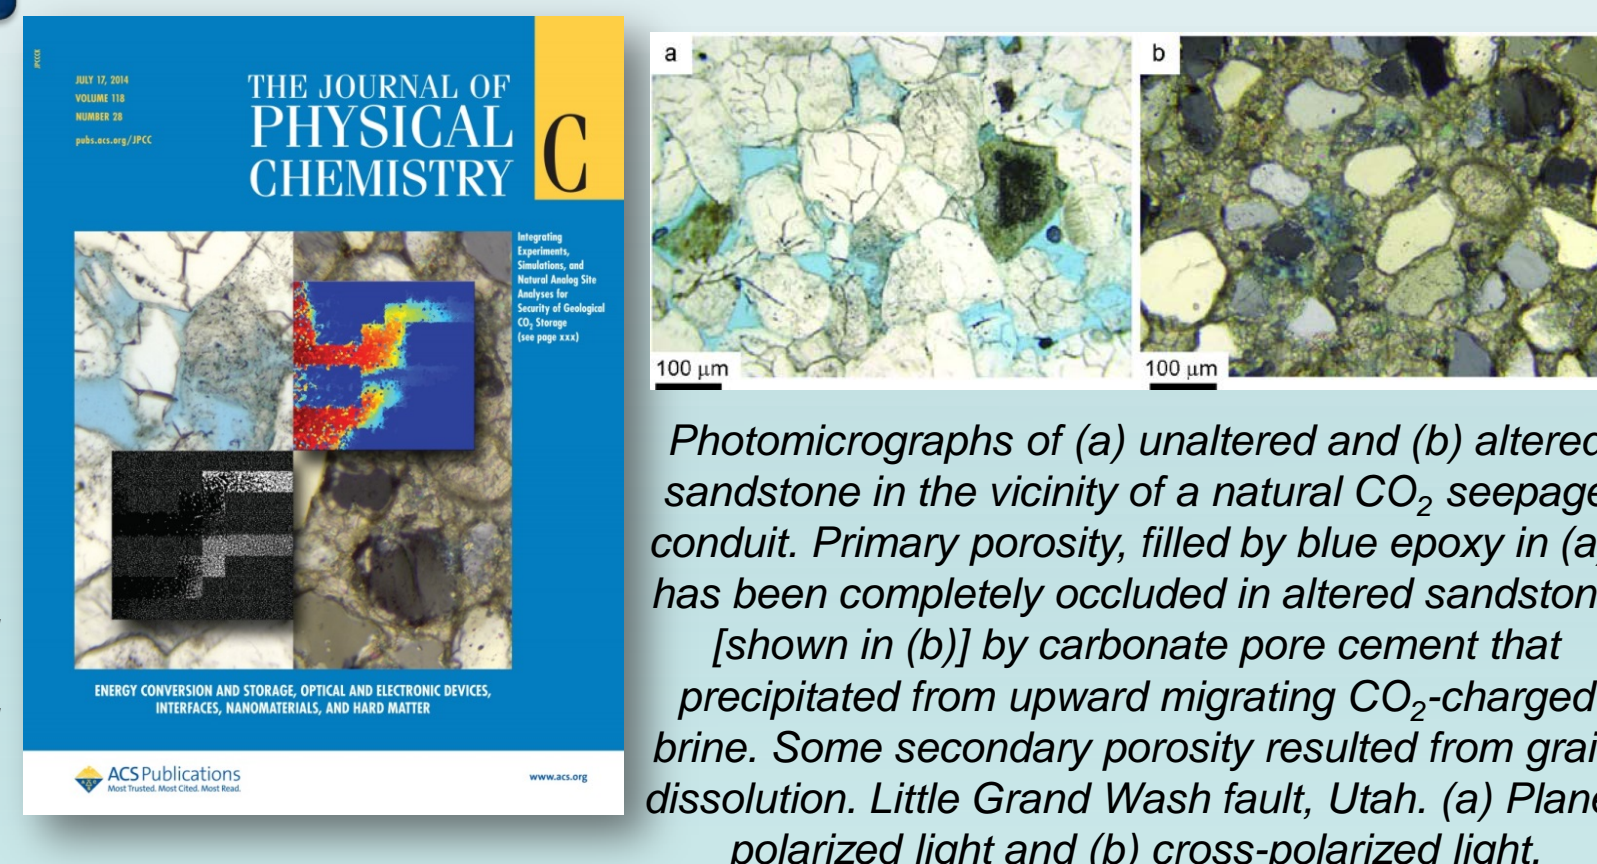 JPCCK
JULY 17, 2014
VOLUME 118
NUMBER 28
pubs.acs.org/JPCC
THE JOURNAL OF
PHYSICAL
CHEMISTRY
C
Integrating
Experiments,
Simulations, and
Natural Analog Site
Analyses for
Security of Geological
CO₂ Storage
(see page xxx)
ENERGY CONVERSION AND STORAGE, OPTICAL AND ELECTRONIC DEVICES,
INTERFACES, NANOMATERIALS, AND HARD MATTER
ACS Publications
Most Trusted. Most Cited. Most Read.
www.acs.org
a
100 μm
b
100 μm
Photomicrographs of (a) unaltered and (b) altered
sandstone in the vicinity of a natural CO₂ seepage
conduit. Primary porosity, filled by blue epoxy in (a)
has been completely occluded in altered sandston
[shown in (b)] by carbonate pore cement that
precipitated from upward migrating CO₂-charged
brine. Some secondary porosity resulted from grai
dissolution. Little Grand Wash fault, Utah. (a) Plane
polarized light and (b) cross-polarized light.